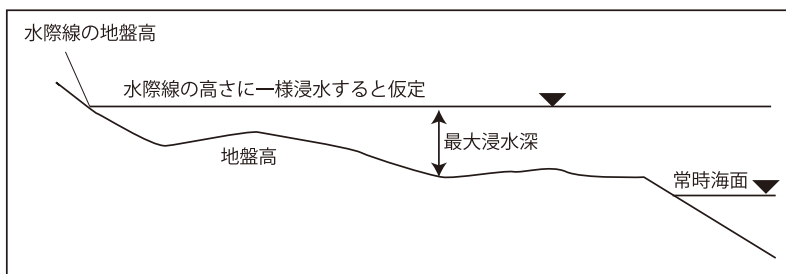 水際線の地盤高
水際線の高さに一様浸水すると仮定
最大浸水深
地盤高
常時海面